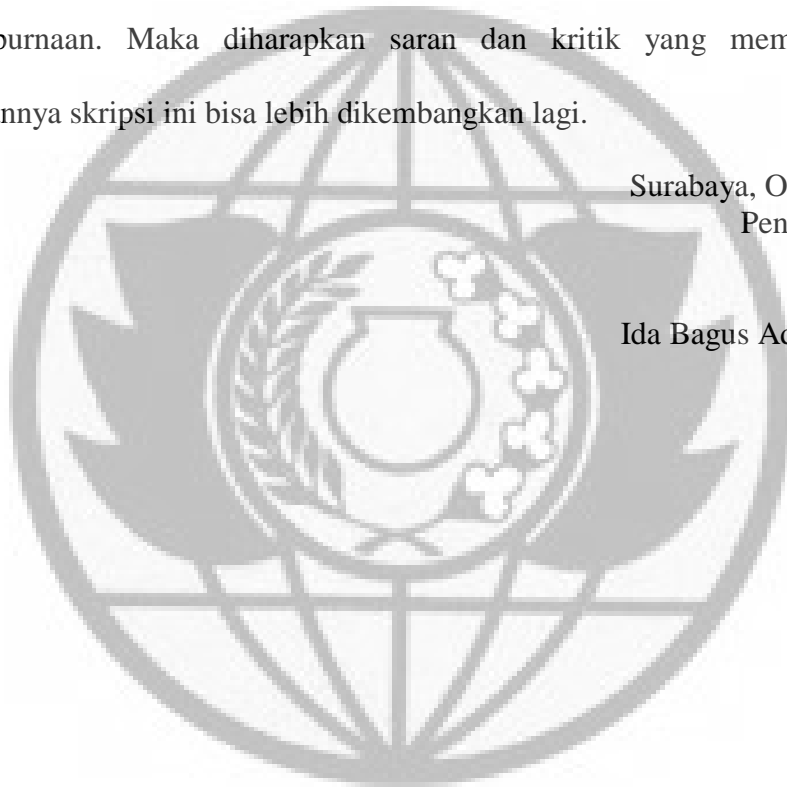 purnaan. Maka diharapkan saran dan kritik yang mem
nnya skripsi ini bisa lebih dikembangkan lagi.
Surabaya, O
Pen
Ida Bagus Ad